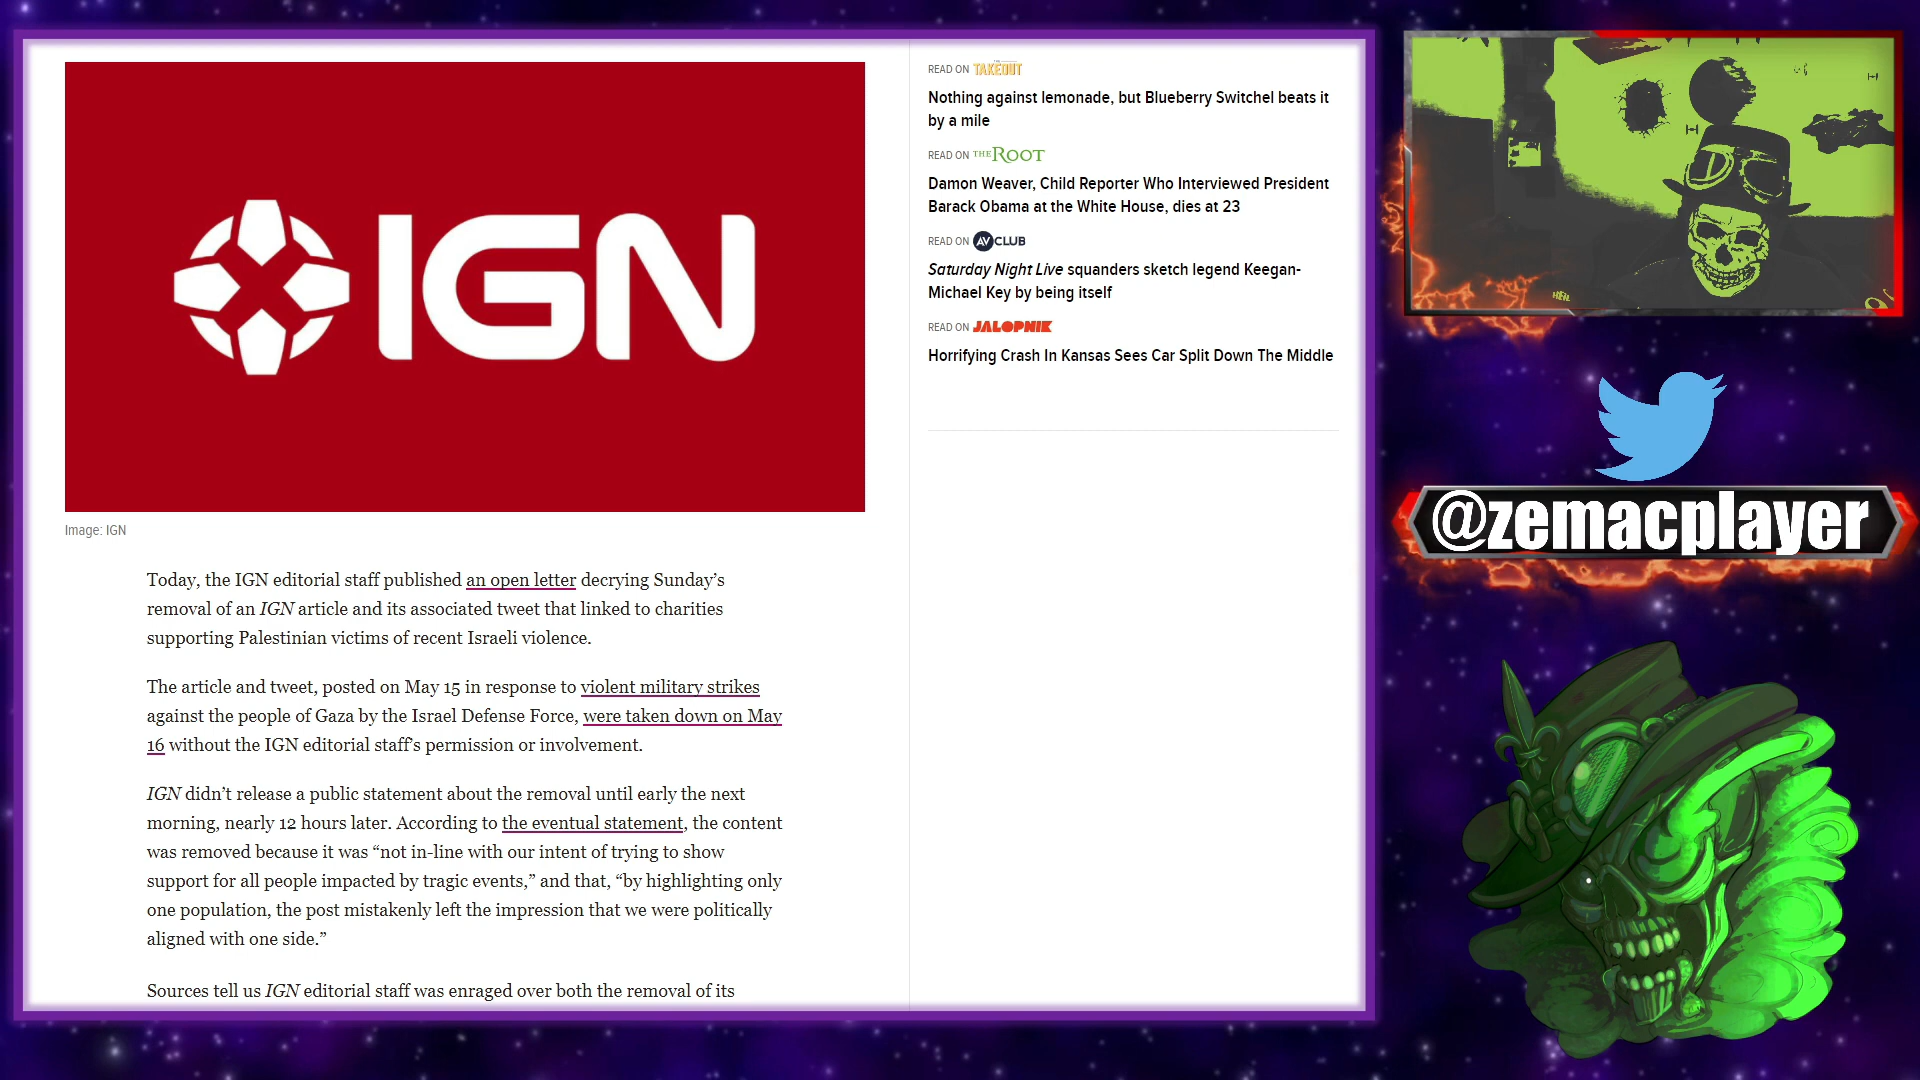 IGN
Image: IGN
Today, the IGN editorial staff published an open letter decrying Sunday’s
removal of an IGN article and its associated tweet that linked to charities
supporting Palestinian victims of recent Israeli violence.
The article and tweet, posted on May 15 in response to violent military strikes
against the people of Gaza by the Israel Defense Force, were taken down on May
16 without the IGN editorial staff’s permission or involvement.
IGN didn’t release a public statement about the removal until early the next
morning, nearly 12 hours later. According to the eventual statement, the content
was removed because it was “not in-line with our intent of trying to show
support for all people impacted by tragic events,” and that, “by highlighting only
one population, the post mistakenly left the impression that we were politically
aligned with one side.”
Sources tell us IGN editorial staff was enraged over both the removal of its
READ ON THE TAKEOUT
Nothing against lemonade, but Blueberry Switchel beats it
by a mile
READ ON THE ROOT
Damon Weaver, Child Reporter Who Interviewed President
Barack Obama at the White House, dies at 23
READ ON AV CLUB
Saturday Night Live squanders sketch legend Keegan-
Michael Key by being itself
READ ON JALOPNIK
Horrifying Crash In Kansas Sees Car Split Down The Middle
@zemacplayer